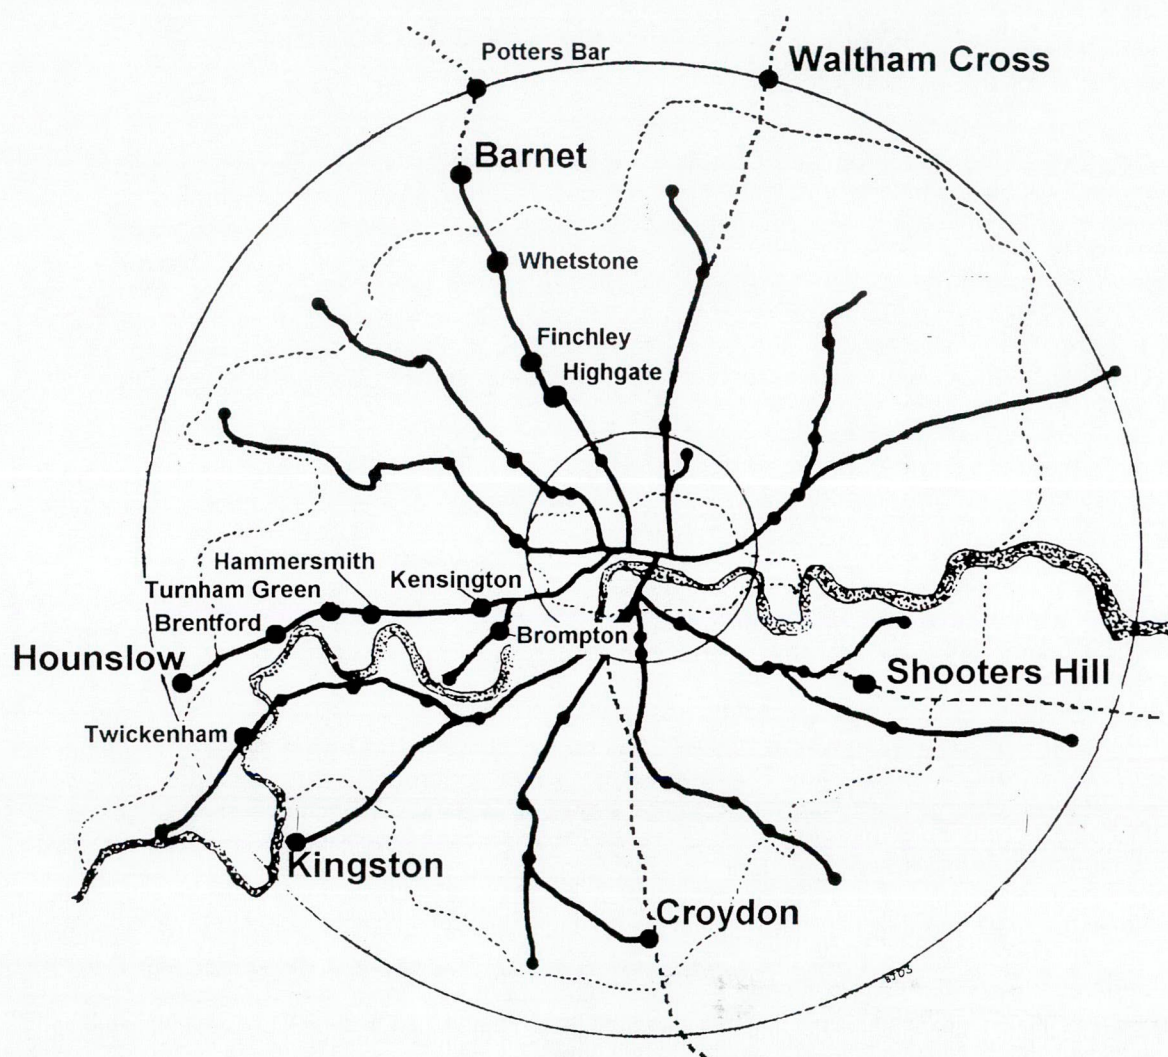 Potters Bar
Waltham Cross
Barnet
Whetstone
Finchley
Highgate
Hammersmith
Kensington
Turnham Green
Brentford
Brompton
Hounslow
Shooters Hill
Twickenham
Kingston
Croydon